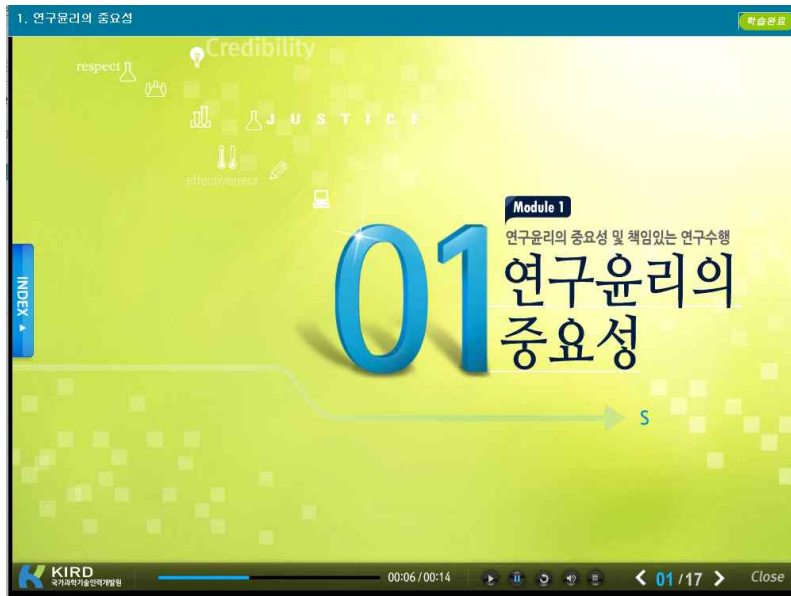 1. 연구윤리의 중요성
학습완료
Credibility
respect
JUSTICE
effectiveness
Module 1
연구윤리의 중요성 및 책임있는 연구수행
01
연구윤리의
중요성
INDEX
S
KIRD
국가과학기술인력개발원
00:06 / 00:14
01 / 17
Close